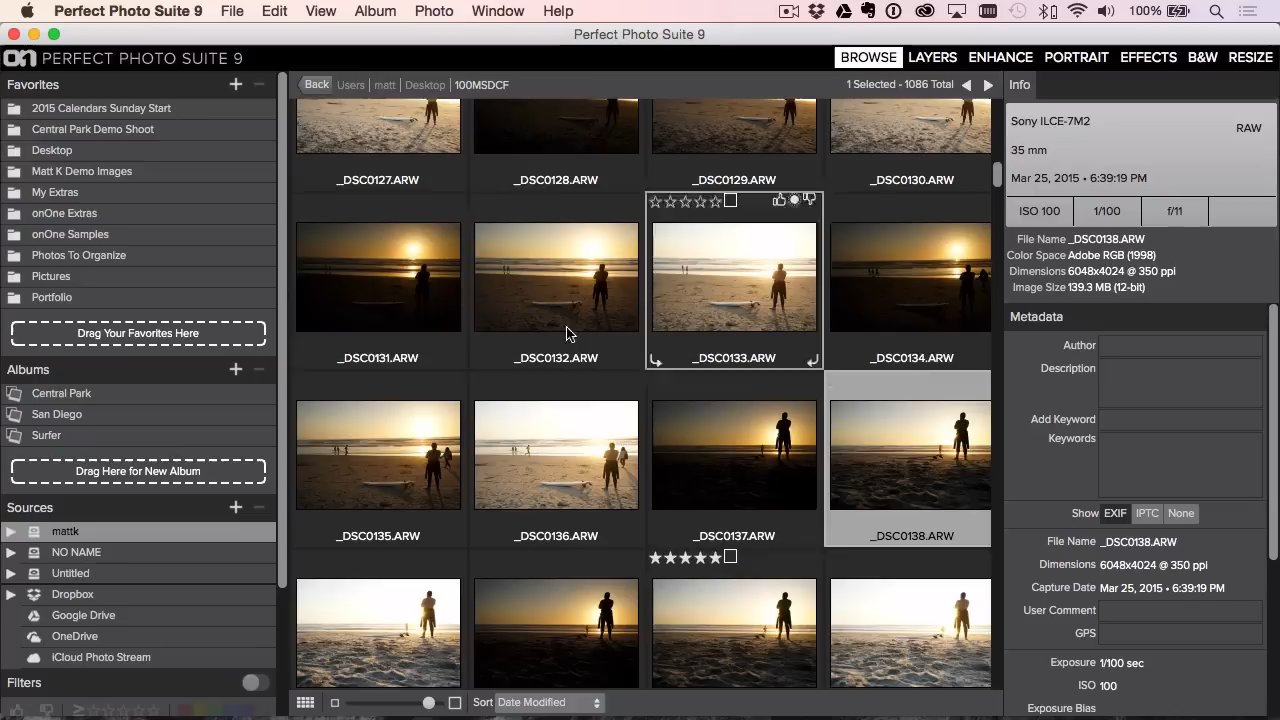 Perfect Photo Suite 9 File Edit View Album Photo Window Help 100%
Perfect Photo Suite 9
on PERFECT PHOTO SUITE 9 BROWSE LAYERS ENHANCE PORTRAIT EFFECTS B&W RESIZE
Favorites
2015 Calendars Sunday Start
Central Park Demo Shoot
Desktop
Matt K Demo Images
My Extras
onOne Extras
onOne Samples
Photos To Organize
Pictures
Portfolio
Drag Your Favorites Here
Albums
Central Park
San Diego
Surfer
Drag Here for New Album
Sources
mattk
NO NAME
Untitled
Dropbox
Google Drive
OneDrive
iCloud Photo Stream
Filters
Back Users matt Desktop 100MSDCF 1 Selected - 1086 Total
_DSC0127.ARW _DSC0128.ARW _DSC0129.ARW _DSC0130.ARW
_DSC0131.ARW _DSC0132.ARW _DSC0133.ARW _DSC0134.ARW
_DSC0135.ARW _DSC0136.ARW _DSC0137.ARW _DSC0138.ARW
Sort Date Modified
Info
Sony ILCE-7M2 RAW
35 mm
Mar 25, 2015 • 6:39:19 PM
ISO 100 1/100 f/11
File Name _DSC0138.ARW
Color Space Adobe RGB (1998)
Dimensions 6048x4024 @ 350 ppi
Image Size 139.3 MB (12-bit)
Metadata
Author
Description
Add Keyword
Keywords
Show EXIF IPTC None
File Name _DSC0138.ARW
Dimensions 6048x4024 @ 350 ppi
Capture Date Mar 25, 2015 • 6:39:19 PM
User Comment
GPS
Exposure 1/100 sec
ISO 100
Exposure Bias